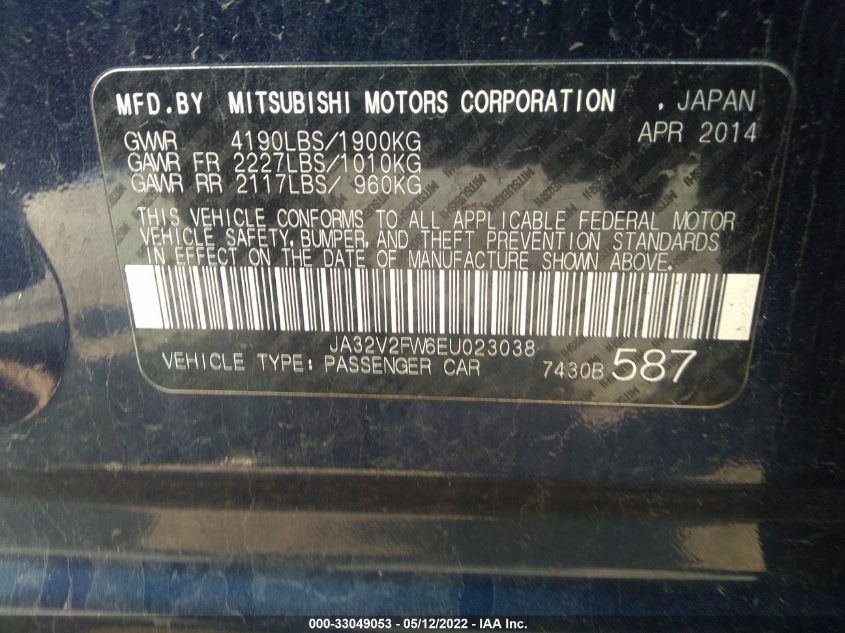 MFD.BY MITSUBISHI MOTORS CORPORATION , JAPAN
APR 2014
GVWR 4190LBS/1900KG
GAWR FR 2227LBS/1010KG
GAWR RR 2117LBS/ 960KG
THIS VEHICLE CONFORMS TO ALL APPLICABLE FEDERAL MOTOR
VEHICLE SAFETY, BUMPER, AND THEFT PREVENTION STANDARDS
IN EFFECT ON THE DATE OF MANUFACTURE SHOWN ABOVE.
JA32V2FW6EU023038
VEHICLE TYPE: PASSENGER CAR 7430B 587
000-33049053 - 05/12/2022 - IAA Inc.